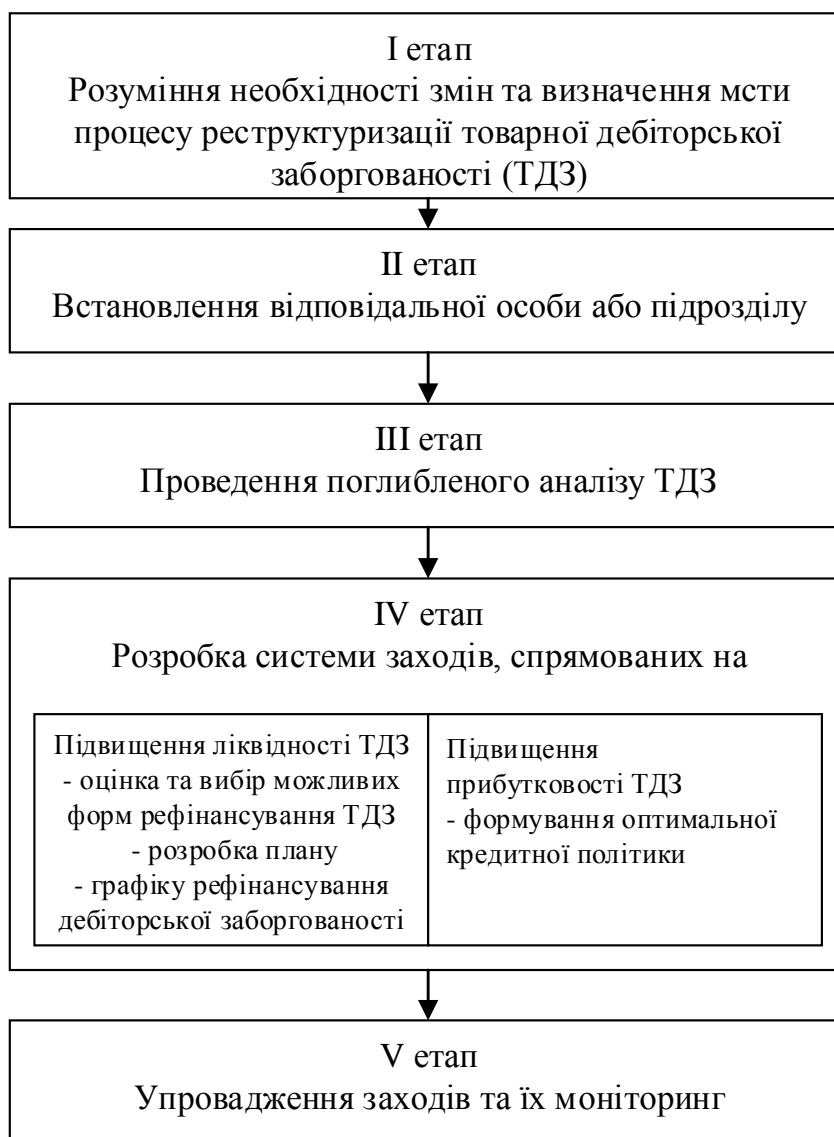 I етап
Розуміння необхідності змін та визначення мсти
процесу реструктуризації товарної дебіторської
заборгованості (ТДЗ)
II етап
Встановлення відповідальної особи або підрозділу
III етап
Проведення поглибленого аналізу ТДЗ
IV етап
Розробка системи заходів, спрямованих на
Підвищення ліквідності ТДЗ
- оцінка та вибір можливих
форм рефінансування ТДЗ
- розробка плану
- графіку рефінансування
дебіторської заборгованості
Підвищення
прибутковості ТДЗ
- формування оптимальної
кредитної політики
V етап
Упровадження заходів та їх моніторинг